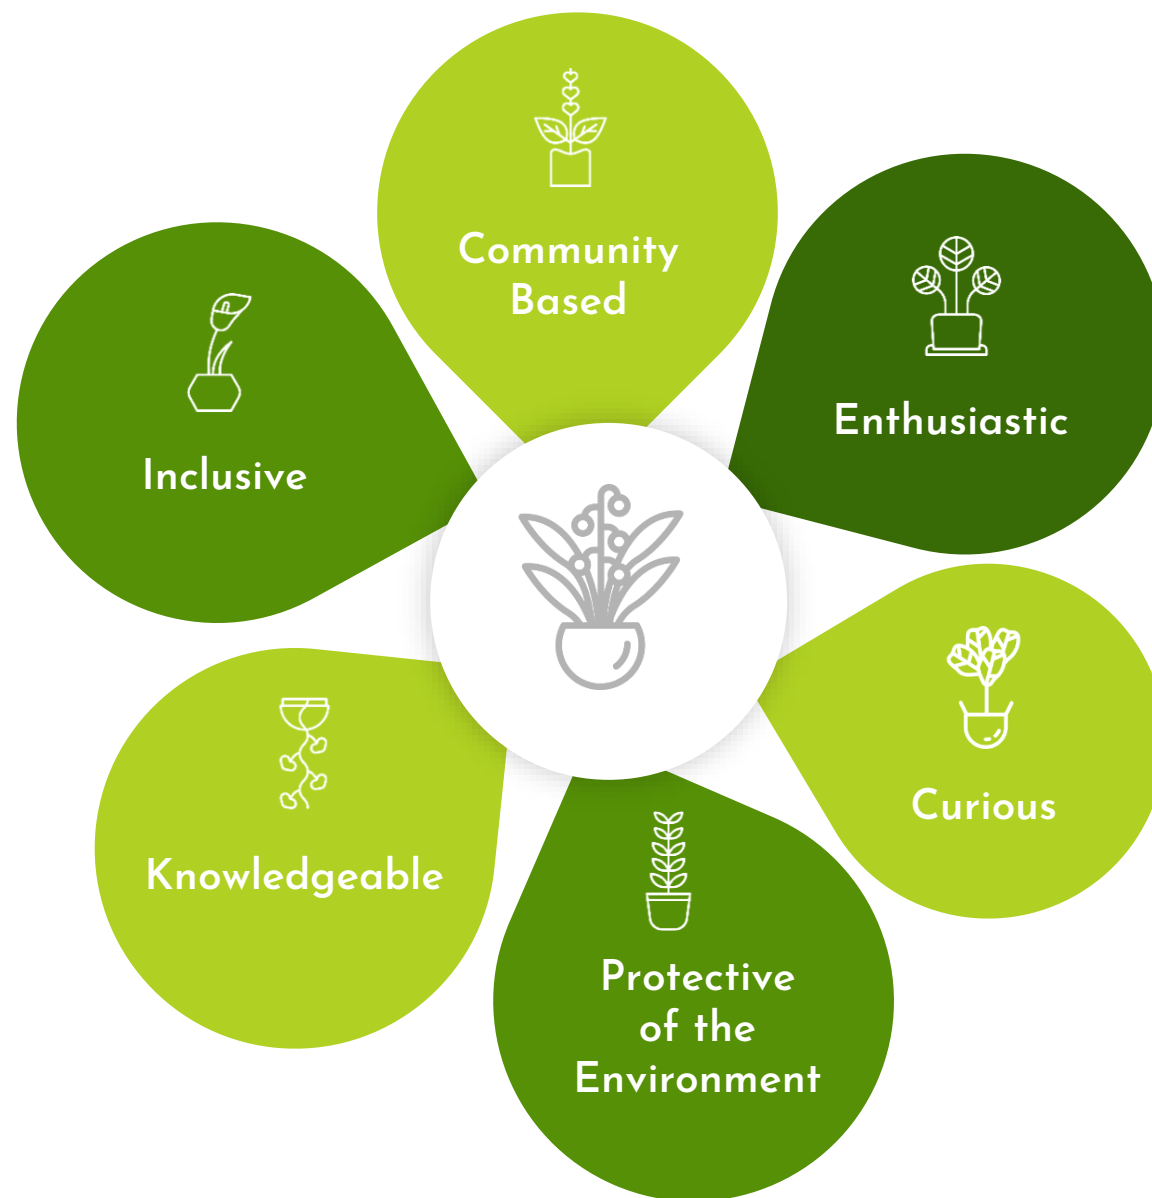 Community
Based
Enthusiastic
Inclusive
Curious
Knowledgeable
Protective
of the
Environment